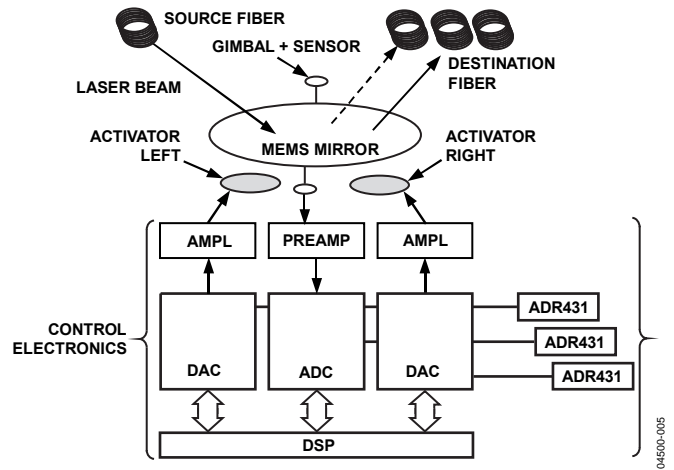 SOURCE FIBER
GIMBAL + SENSOR
DESTINATION
FIBER
LASER BEAM
ACTIVATOR
LEFT
MEMS MIRROR
ACTIVATOR
RIGHT
AMPL
PREAMP
AMPL
ADR431
ADR431
ADR431
CONTROL
ELECTRONICS
DAC
ADC
DAC
DSP
04500-005